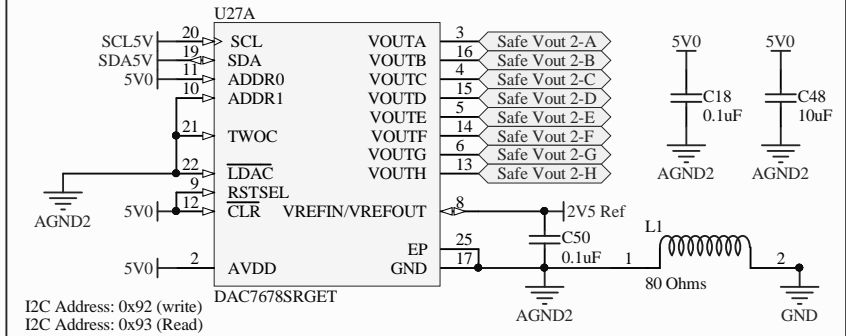 U27A
SCL5V 20 SCL VOUTA 3 Safe Vout 2-A
SDA5V 19 SDA VOUTB 16 Safe Vout 2-B
5V0 11 ADDR0 VOUTC 4 Safe Vout 2-C
10 ADDR1 VOUTD 15 Safe Vout 2-D
VOUTE 5 Safe Vout 2-E
21 TWOC VOUTF 14 Safe Vout 2-F
VOUTG 6 Safe Vout 2-G
22 LDAC VOUTH 13 Safe Vout 2-H
9 RSTSEL
5V0 12 CLR VREFIN/VREFOUT 8 2V5 Ref
AGND2
EP 25
5V0 2 AVDD GND 17
DAC7678SRGET
C50
0.1uF
AGND2
5V0
C18
0.1uF
AGND2
5V0
C48
10uF
AGND2
L1
1 2
80 Ohms
GND
I2C Address: 0x92 (write)
I2C Address: 0x93 (Read)